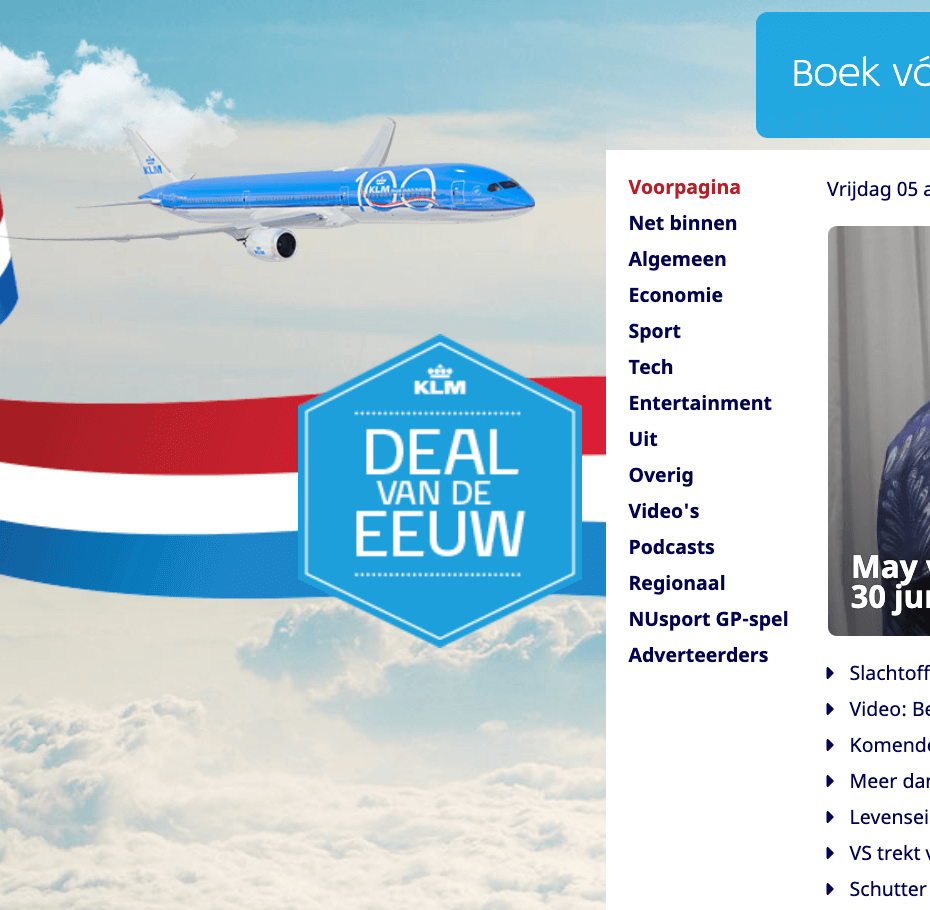 Boek vó
KLM
100
KLM
KLM
DEAL
VAN DE
EEUW
Voorpagina
Net binnen
Algemeen
Economie
Sport
Tech
Entertainment
Uit
Overig
Video's
Podcasts
Regionaal
NUsport GP-spel
Adverteerders
Vrijdag 05 a
May v
30 jun
Slachtoff
Video: Be
Komende
Meer dan
Levensei
VS trekt v
Schutter